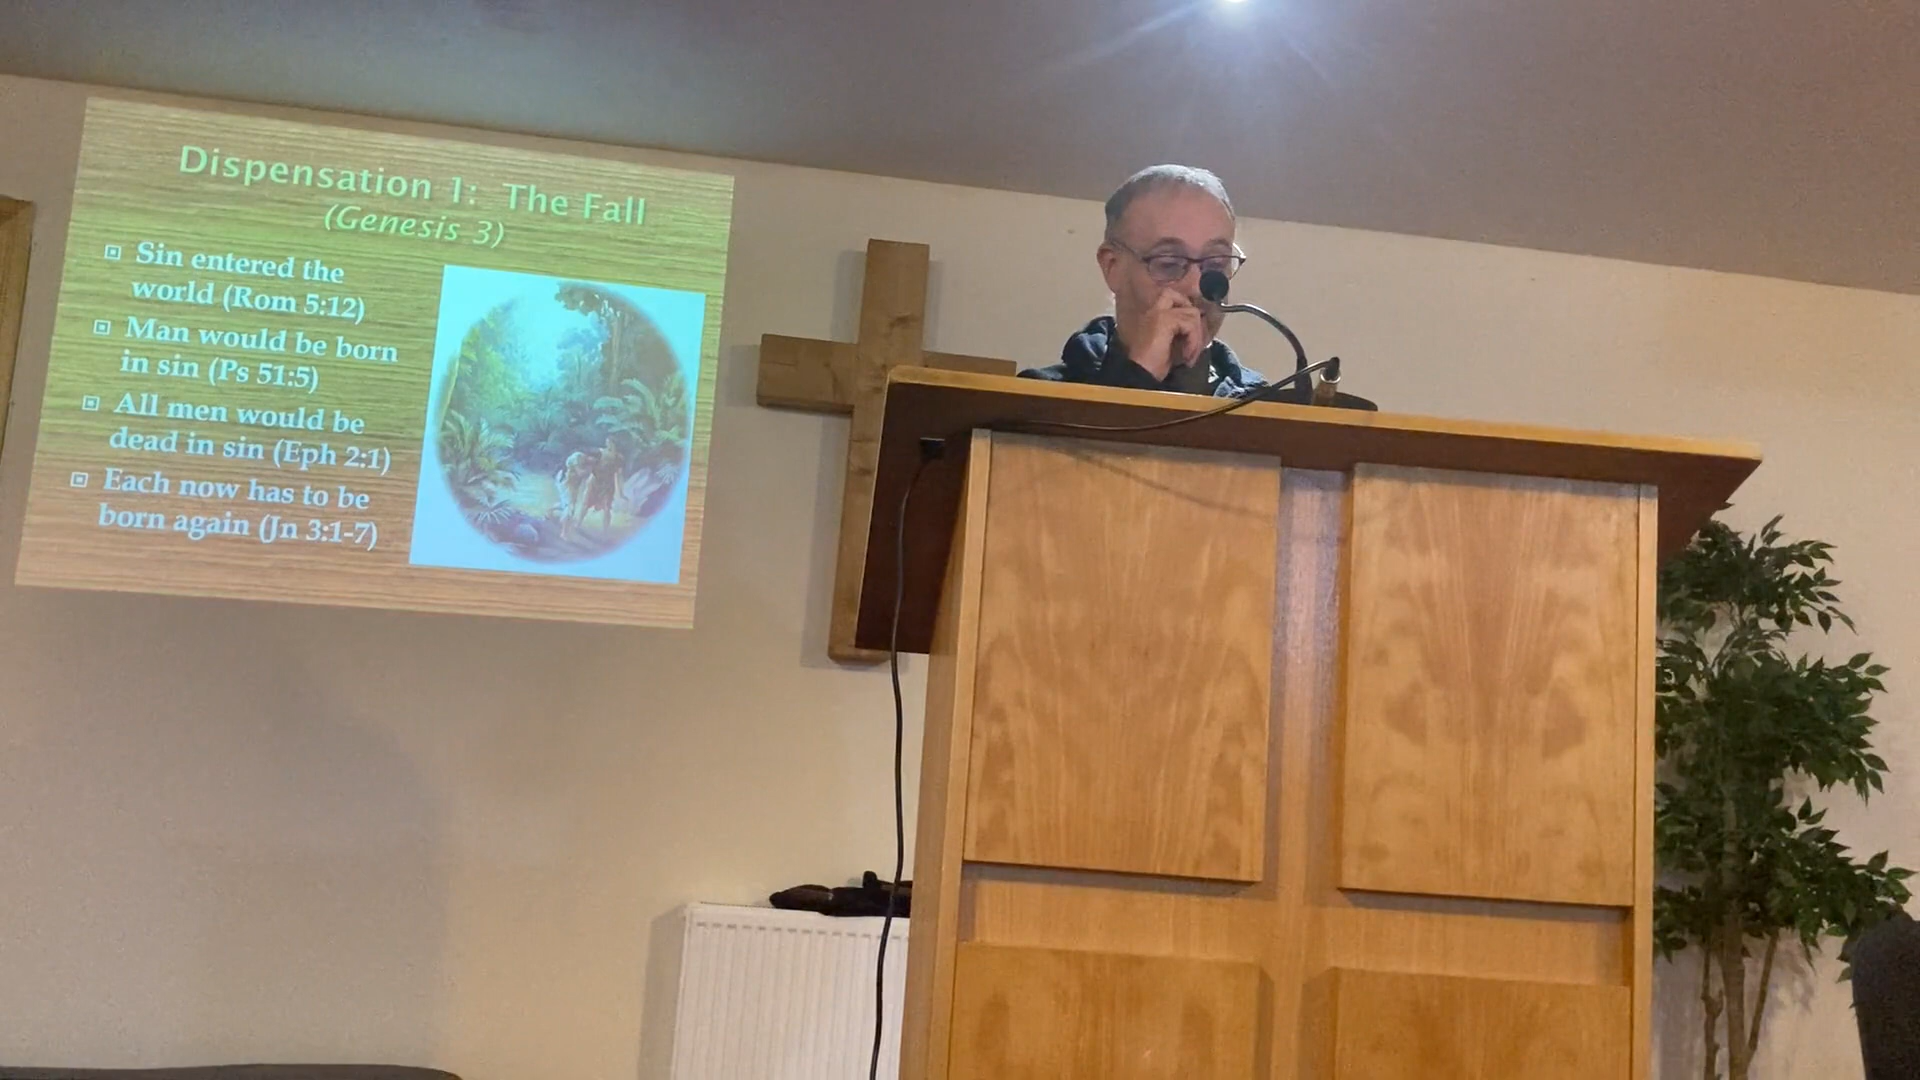 Dispensation 1: The Fall
(Genesis 3)
Sin entered the
world (Rom 5:12)
Man would be born
in sin (Ps 51:5)
All men would be
dead in sin (Eph 2:1)
Each now has to be
born again (Jn 3:1-7)